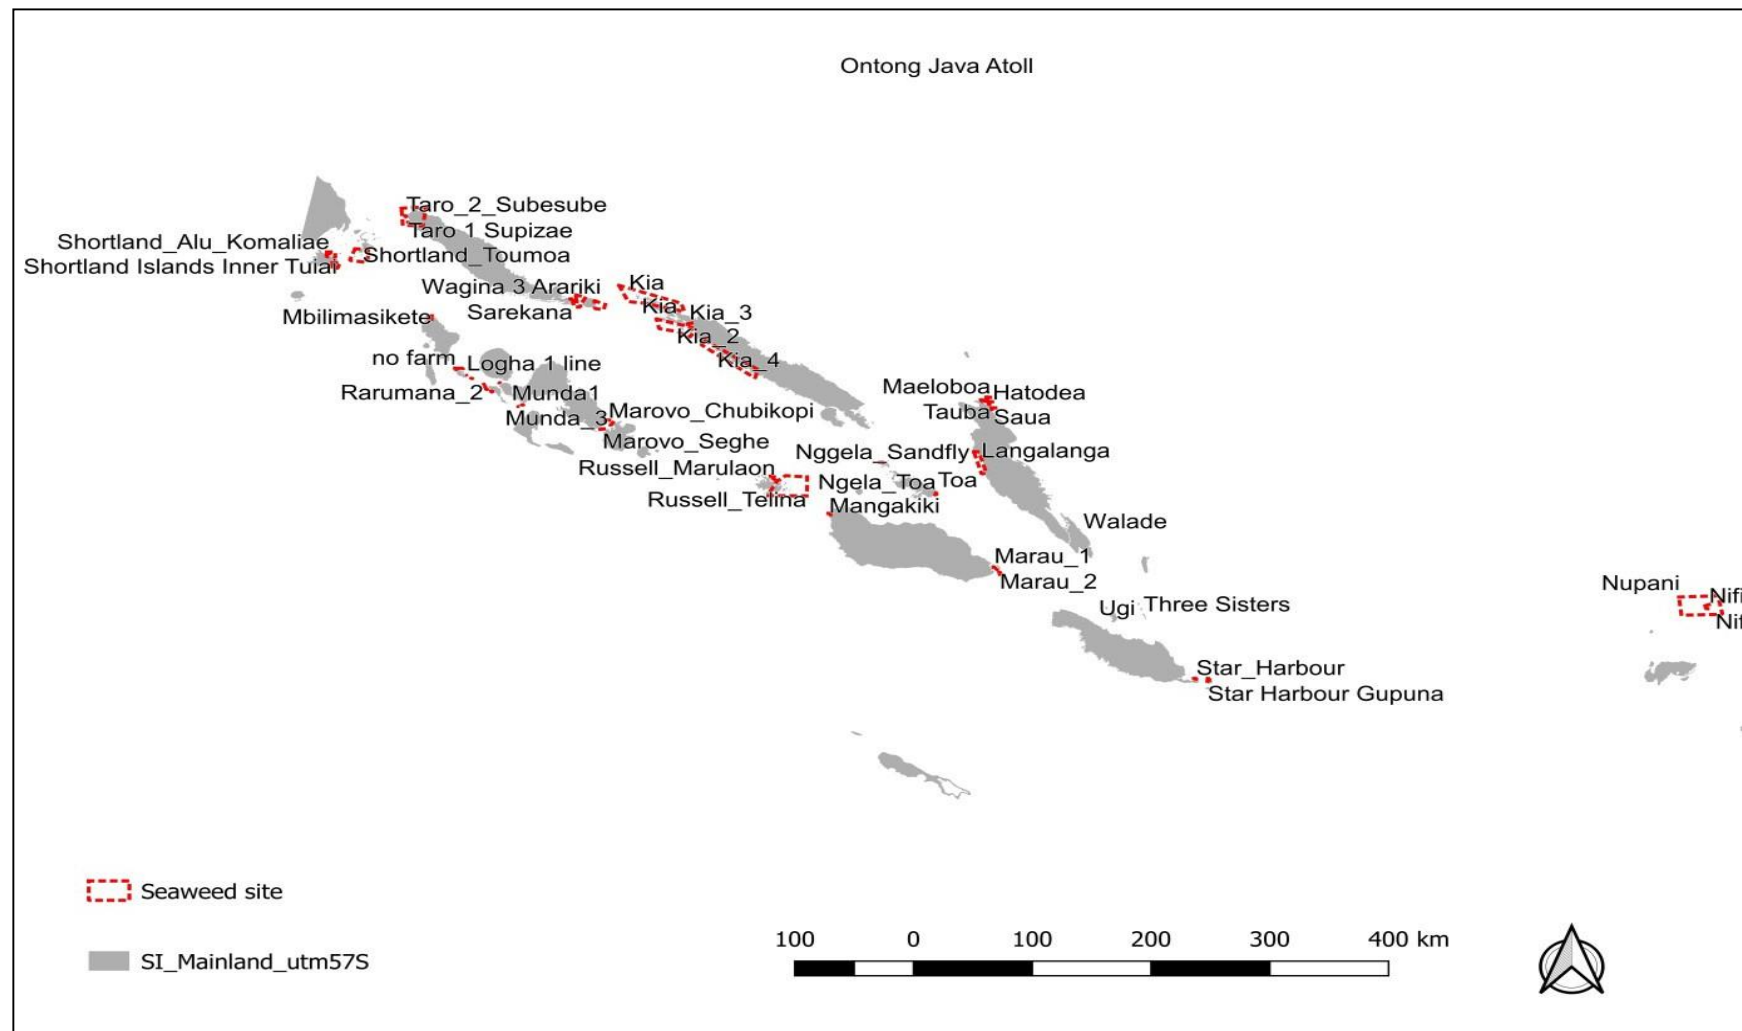 Ontong Java Atoll
Taro_2_Subesube
Taro 1 Supizae
Shortland_Alu_Komaliae
Shortland_Toumoa
Shortland Islands Inner Tuiai
Wagina 3 Arariki
Kia
Sarekana
Kia
Kia_3
Mbilimasikete
Kia_2
no farm
Logha 1 line
Kia_4
Rarumana_2
Munda1
Maeloboa
Hatodea
Munda_3
Marovo_Chubikopi
Tauba
Saua
Marovo_Seghe
Nggela_Sandfly
Langalanga
Russell_Marulaon
Ngela_Toa
Toa
Russell_Telina
Mangakiki
Walade
Marau_1
Marau_2
Nupani
Nifi
Ugi
Three Sisters
Nif
Star_Harbour
Star Harbour Gupuna
Seaweed site
SI_Mainland_utm57S
100 0 100 200 300 400 km